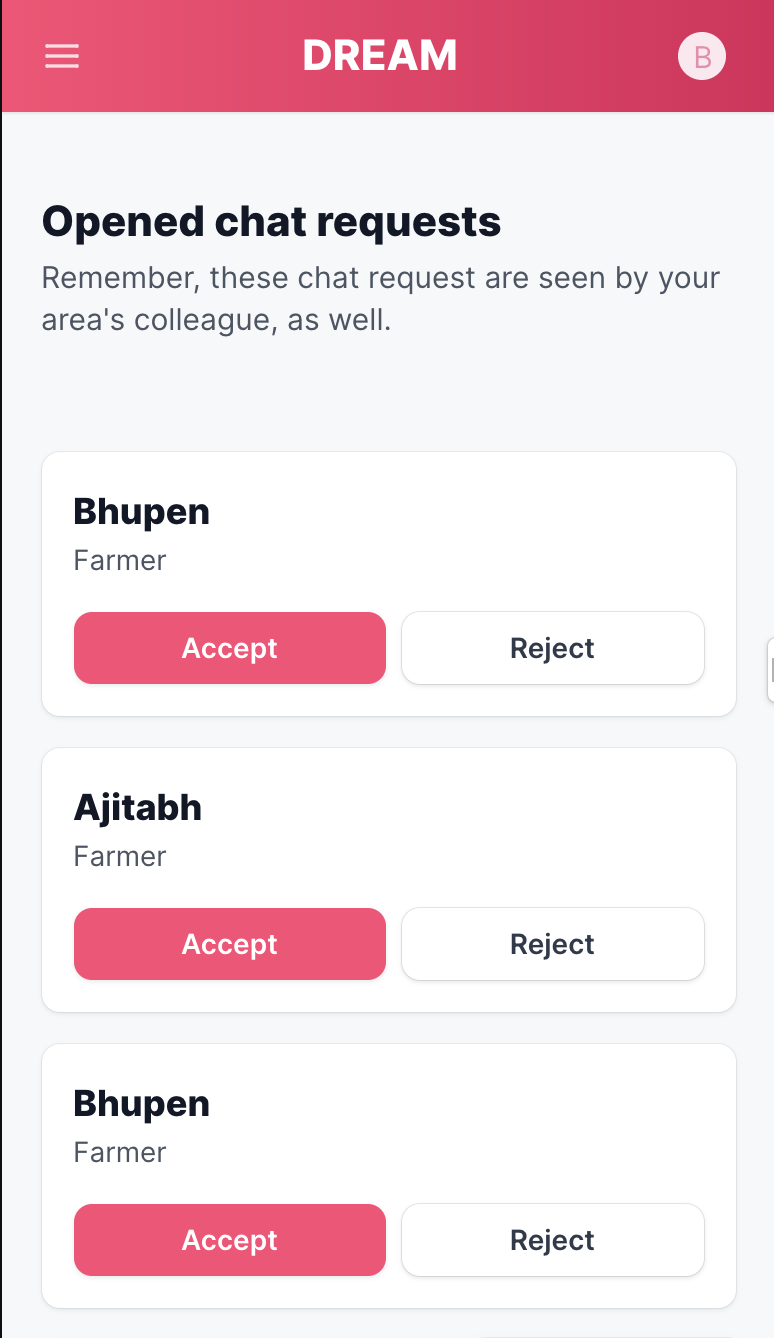 DREAM
B
Opened chat requests
Remember, these chat request are seen by your
area's colleague, as well.
Bhupen
Farmer
Accept Reject
Ajitabh
Farmer
Accept Reject
Bhupen
Farmer
Accept Reject